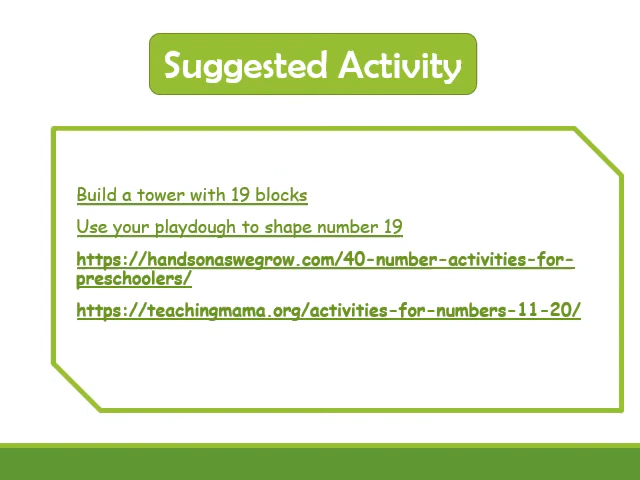 Suggested Activity
Build a tower with 19 blocks
Use your playdough to shape number 19
https://handsonaswegrow.com/40-number-activities-for-
preschoolers/
https://teachingmama.org/activities-for-numbers-11-20/